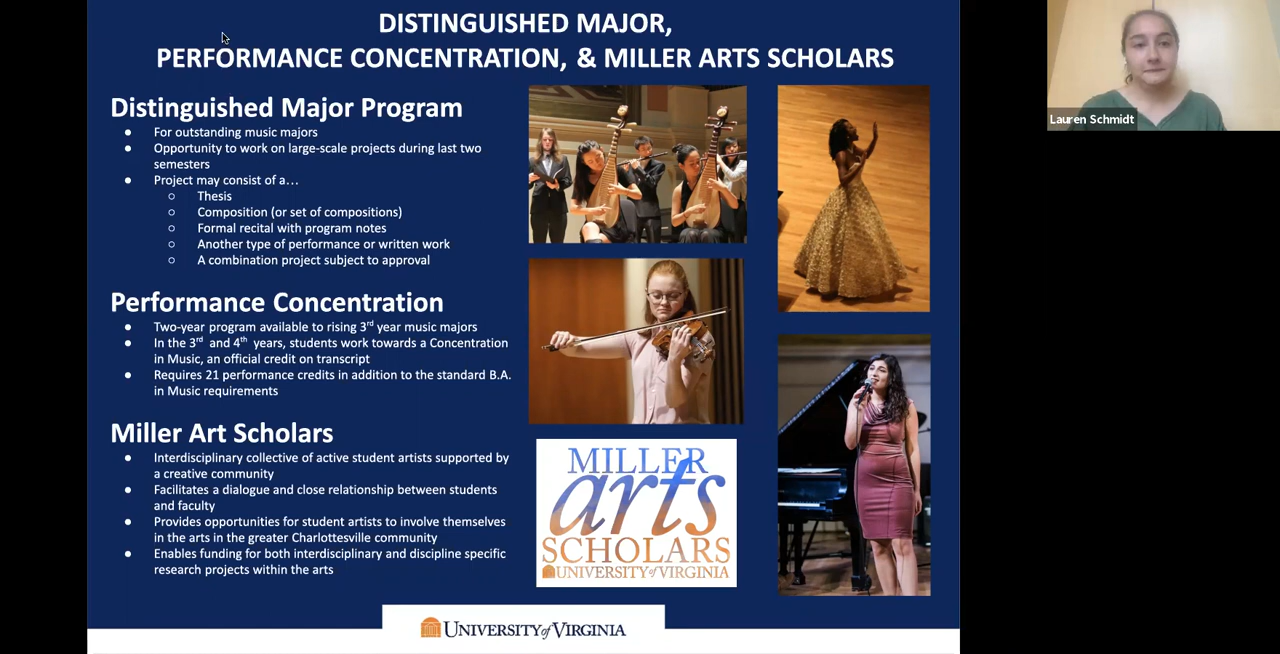 DISTINGUISHED MAJOR,
PERFORMANCE CONCENTRATION, & MILLER ARTS SCHOLARS
Distinguished Major Program
● For outstanding music majors
● Opportunity to work on large-scale projects during last two
semesters
● Project may consist of a…
○ Thesis
○ Composition (or set of compositions)
○ Formal recital with program notes
○ Another type of performance or written work
○ A combination project subject to approval
Performance Concentration
● Two-year program available to rising 3rd year music majors
● In the 3rd and 4th years, students work towards a Concentration
in Music, an official credit on transcript
● Requires 21 performance credits in addition to the standard B.A.
in Music requirements
Miller Art Scholars
● Interdisciplinary collective of active student artists supported by
a creative community
● Facilitates a dialogue and close relationship between students
and faculty
● Provides opportunities for student artists to involve themselves
in the arts in the greater Charlottesville community
● Enables funding for both interdisciplinary and discipline specific
research projects within the arts
MILLER
arts
SCHOLARS
UNIVERSITY of VIRGINIA
UNIVERSITY of VIRGINIA
Lauren Schmidt